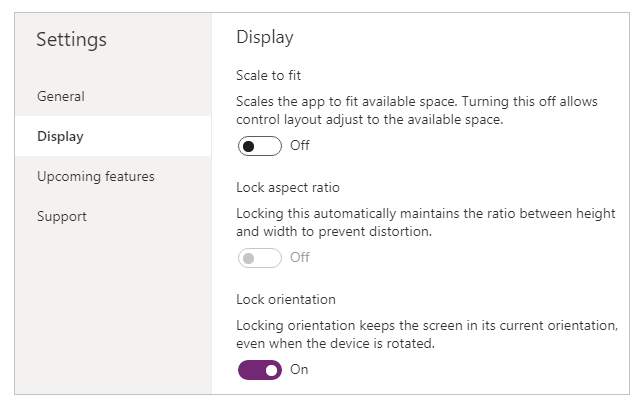 Settings
General
Display
Upcoming features
Support
Display
Scale to fit
Scales the app to fit available space. Turning this off allows
control layout adjust to the available space.
Off
Lock aspect ratio
Locking this automatically maintains the ratio between height
and width to prevent distortion.
Off
Lock orientation
Locking orientation keeps the screen in its current orientation,
even when the device is rotated.
On